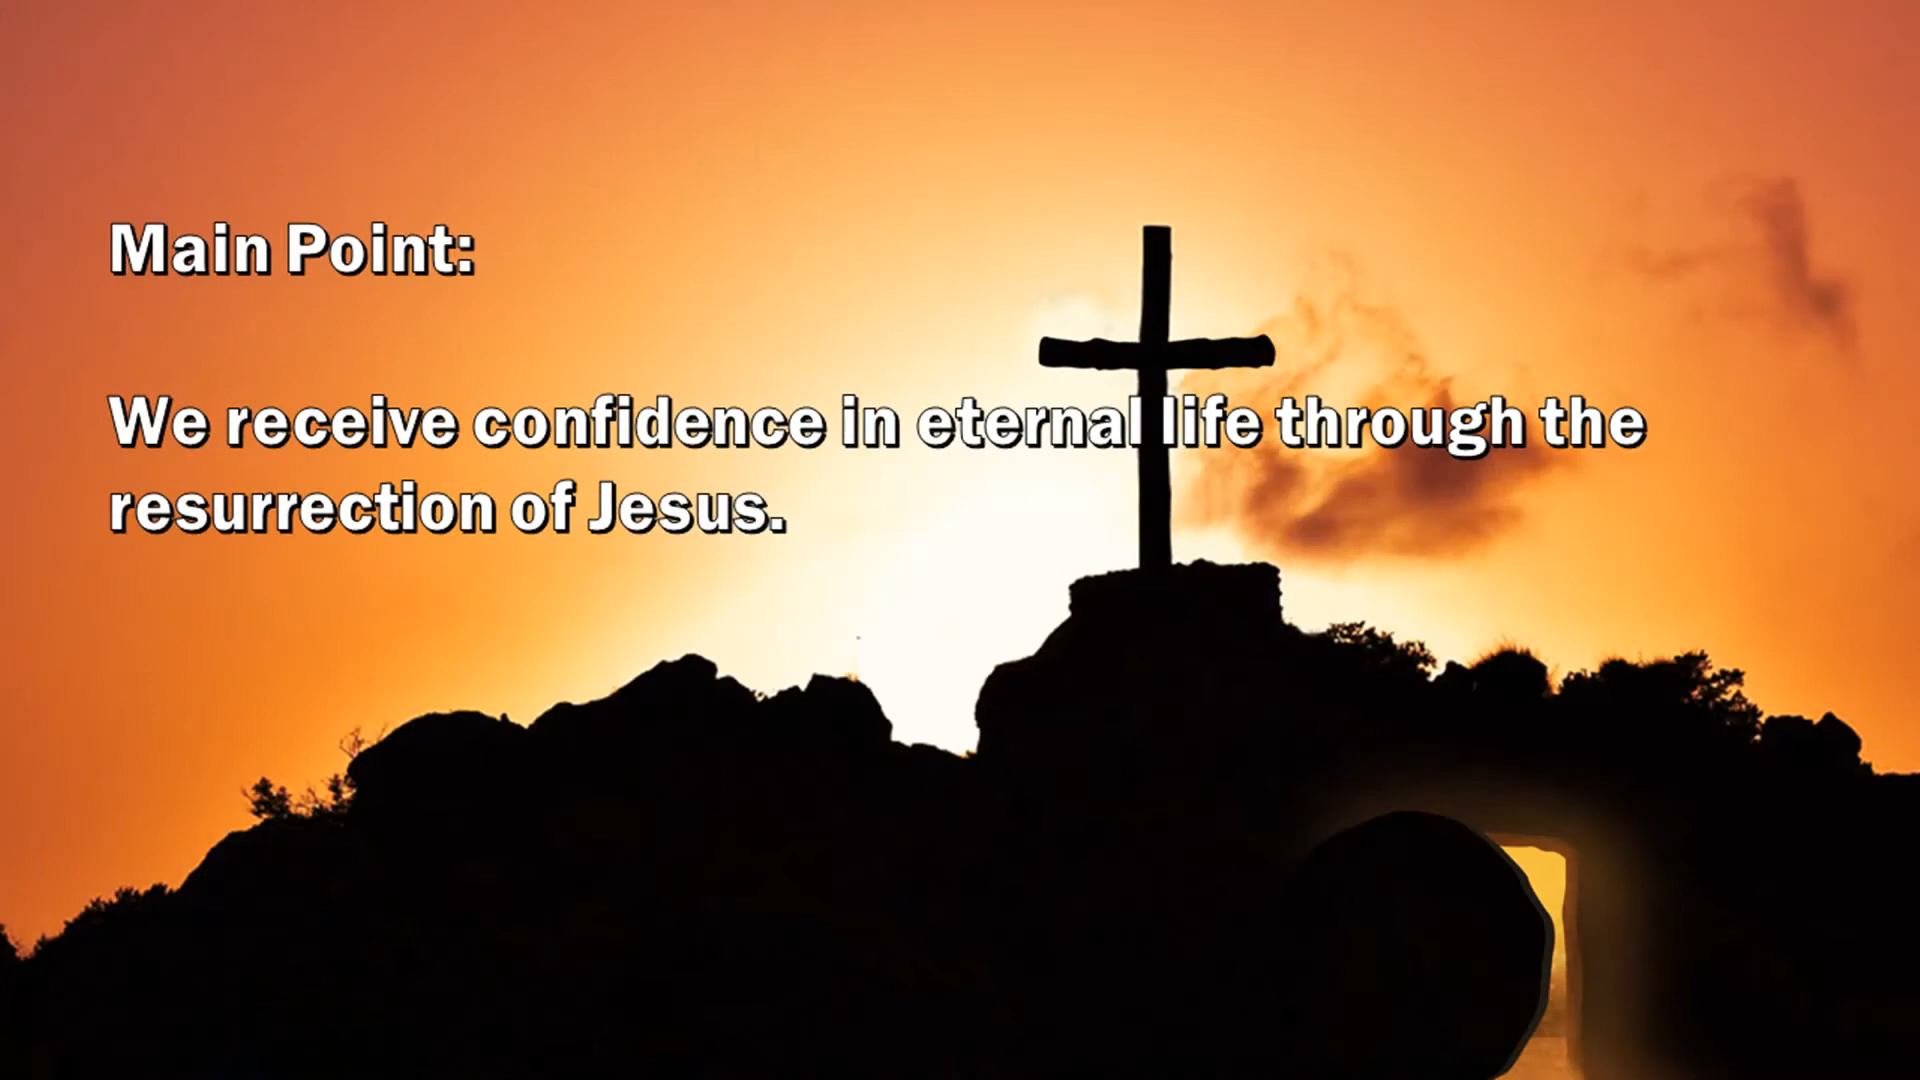 Main Point:
We receive confidence in eternal life through the
resurrection of Jesus.